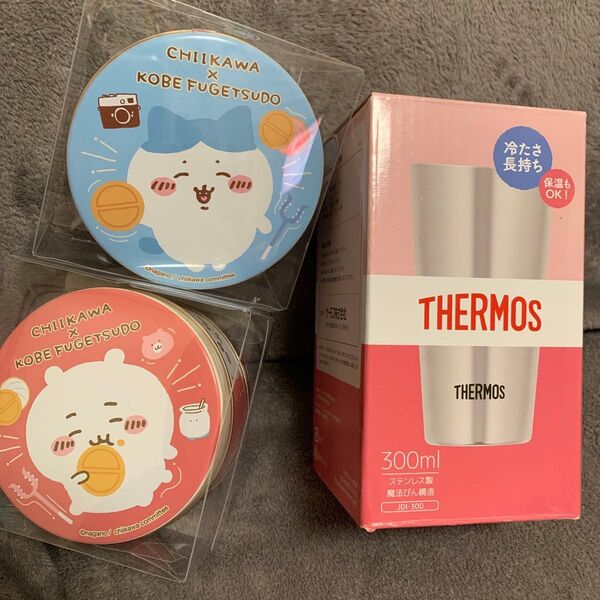 CHIIKAWA
×
KOBE FUGETSUDO
©nagano / chiikawa committee
CHIIKAWA
×
KOBE FUGETSUDO
©nagano / chiikawa committee
冷たさ
長持ち
保温も
OK!
THERMOS
THERMOS
300ml
ステンレス製
魔法びん構造
JDI-300